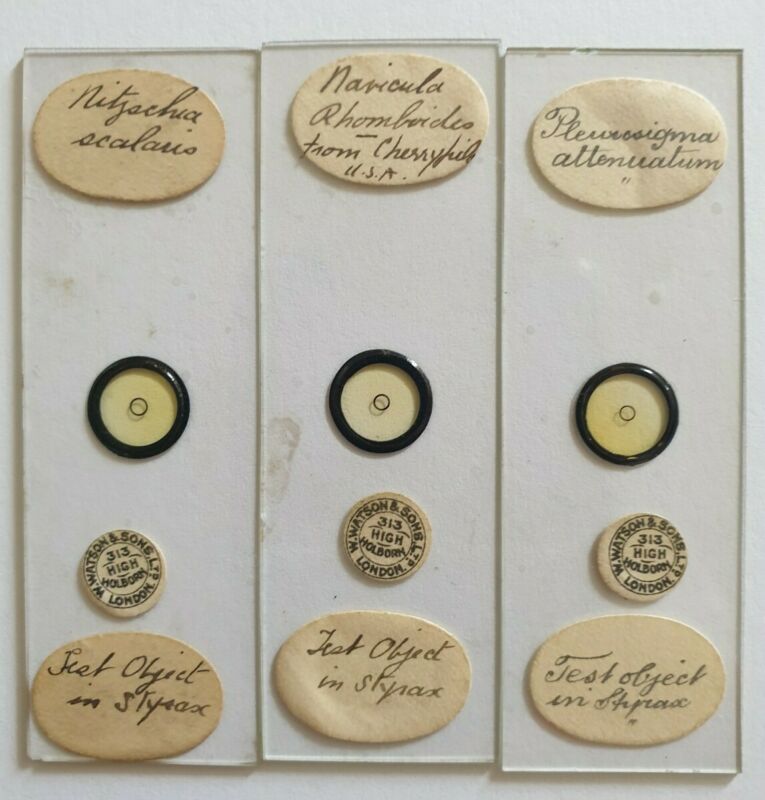 Nitzschia
scalaris
W. WATSON & SONS, LTD
313
HIGH
HOLBORN
LONDON.
Test Object
in Styrax
Navicula
Rhomboides
from Cherryfield
U.S.A.
W. WATSON & SONS, LTD
313
HIGH
HOLBORN
LONDON.
Test Object
in Styrax
Pleurosigma
attenuatum
"
W. WATSON & SONS, LTD
313
HIGH
HOLBORN
LONDON.
Test object
in Styrax
"